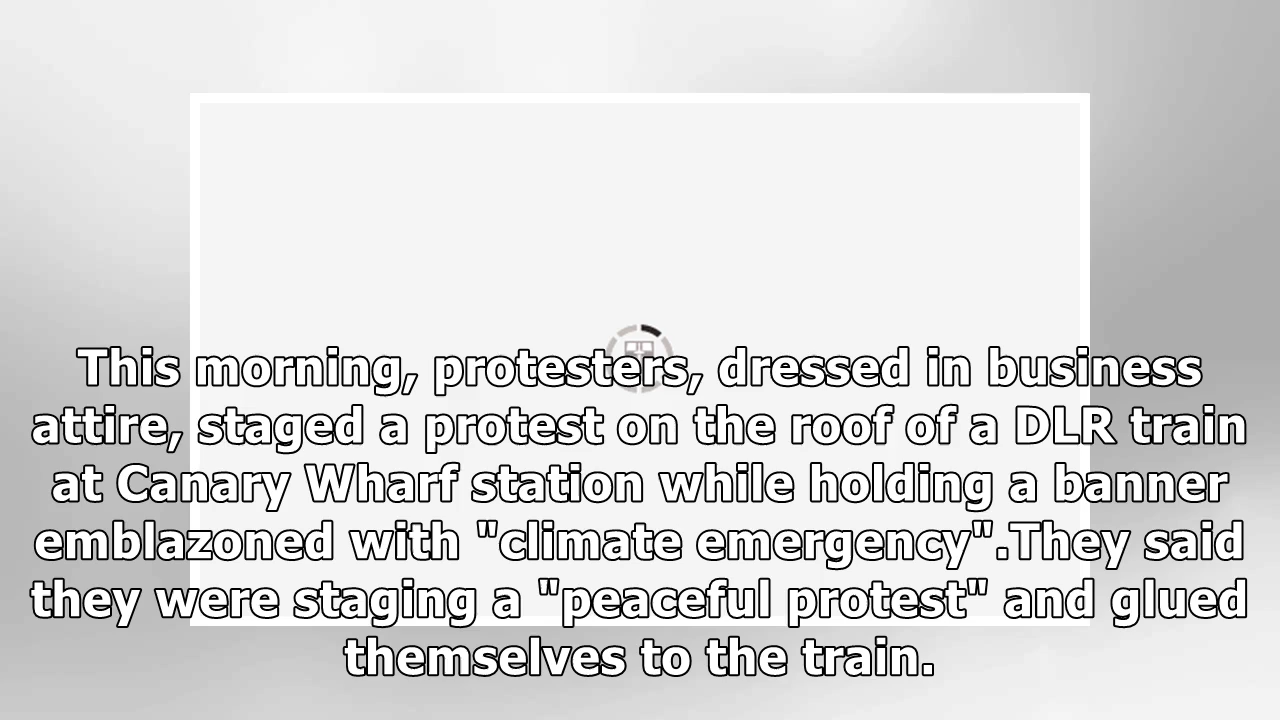 This morning, protesters, dressed in business
attire, staged a protest on the roof of a DLR train
at Canary Wharf station while holding a banner
emblazoned with "climate emergency".They said
they were staging a "peaceful protest" and glued
themselves to the train.